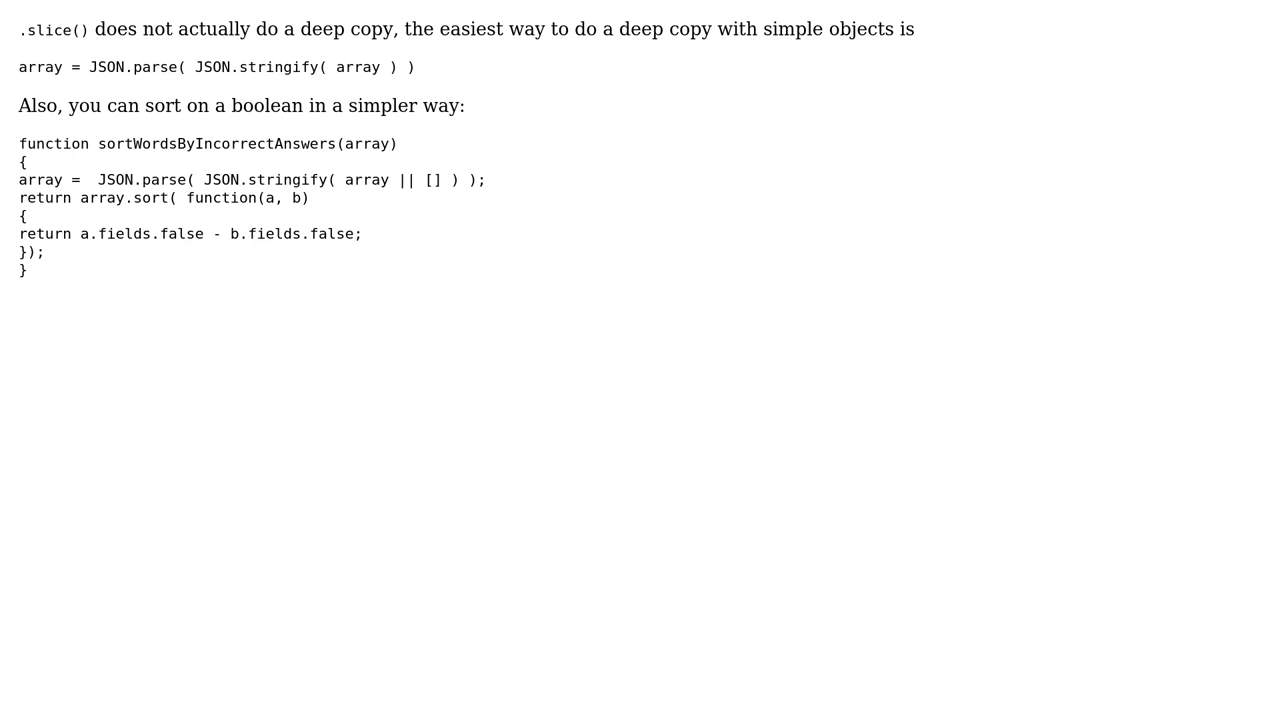 .slice() does not actually do a deep copy, the easiest way to do a deep copy with simple objects is
array = JSON.parse( JSON.stringify( array ) )
Also, you can sort on a boolean in a simpler way:
function sortWordsByIncorrectAnswers(array)
{
array =  JSON.parse( JSON.stringify( array || [] ) );
return array.sort( function(a, b)
{
return a.fields.false - b.fields.false;
});
}